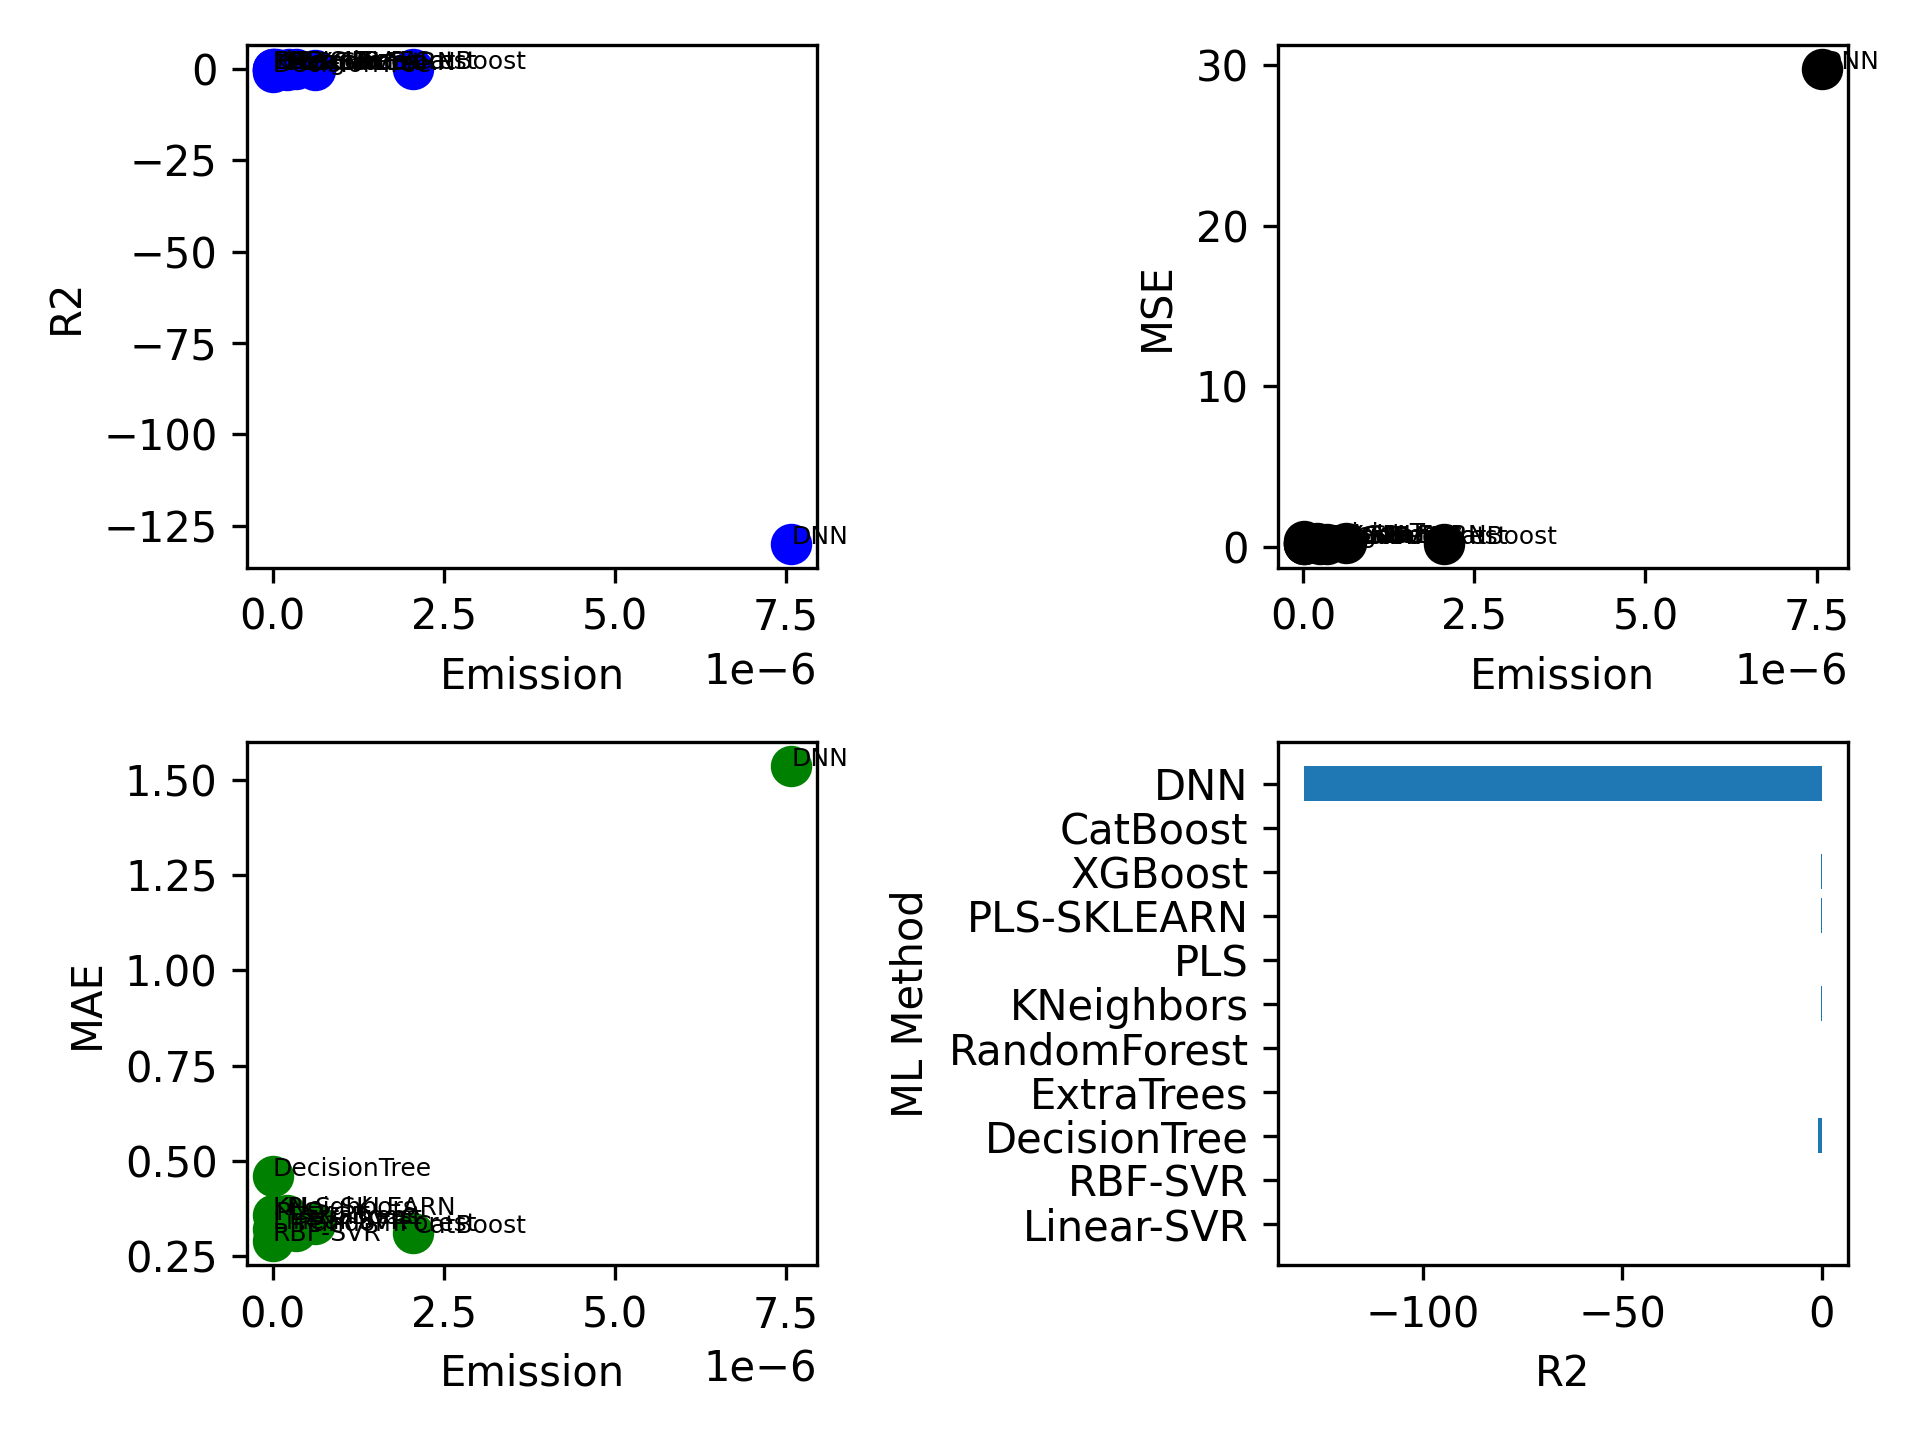 0
−25
−50
−75
−100
−125
R2
DNN
0.0 2.5 5.0 7.5
Emission
1e−6
30
20
10
0
MSE
DNN
0.0 2.5 5.0 7.5
Emission
1e−6
1.50
1.25
1.00
0.75
0.50
0.25
MAE
DNN
DecisionTree
KNeighbors
PLS-SKLEARN
CatBoost
RBF-SVR
0.0 2.5 5.0 7.5
Emission
1e−6
ML Method
DNN
CatBoost
XGBoost
PLS-SKLEARN
PLS
KNeighbors
RandomForest
ExtraTrees
DecisionTree
RBF-SVR
Linear-SVR
−100 −50 0
R2